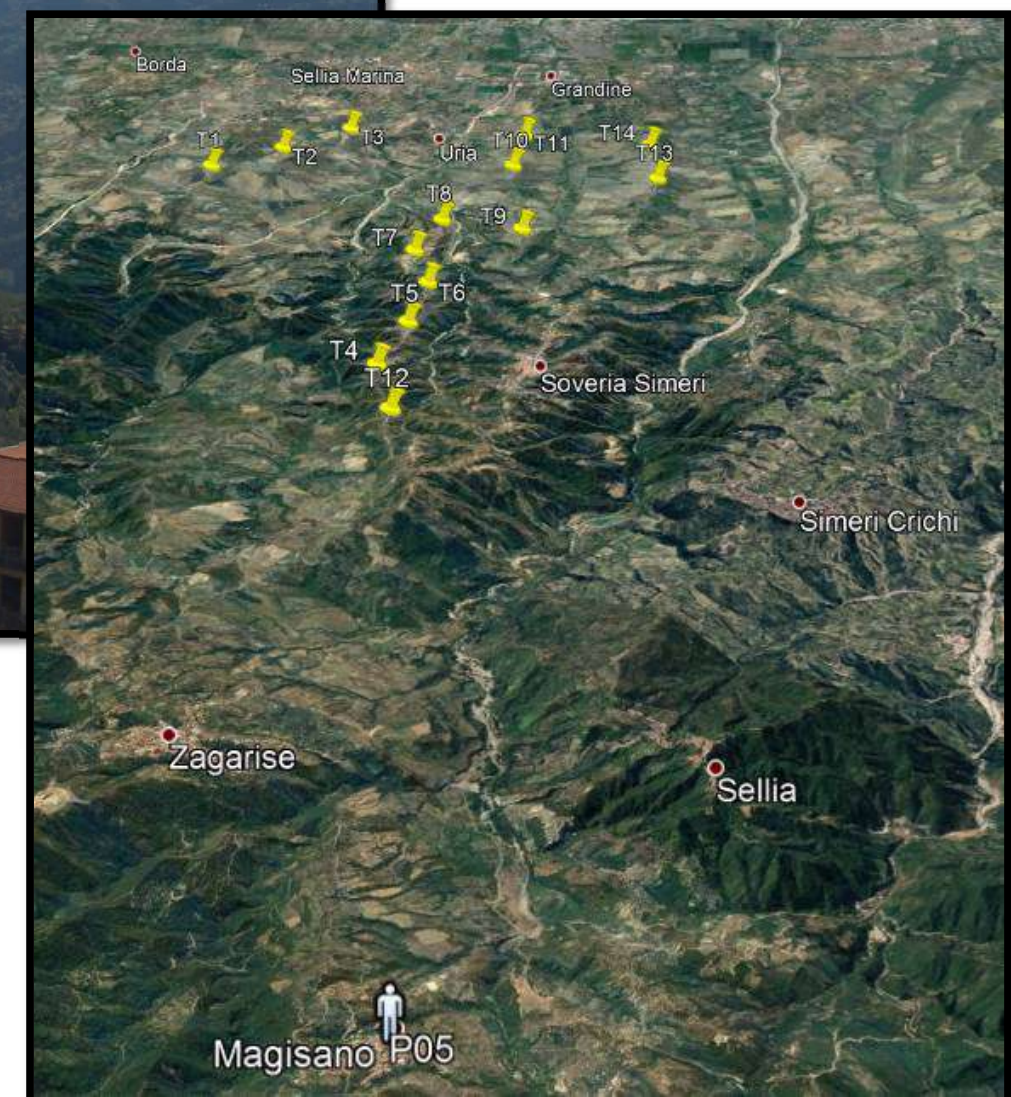 Borda
Sellia Marina
Grandine
T1
T2
T3
Uria
T10
T11
T14
T13
T8
T9
T7
T5
T6
T4
T12
Soveria Simeri
Simeri Crichi
Zagarise
Sellia
Magisano P05